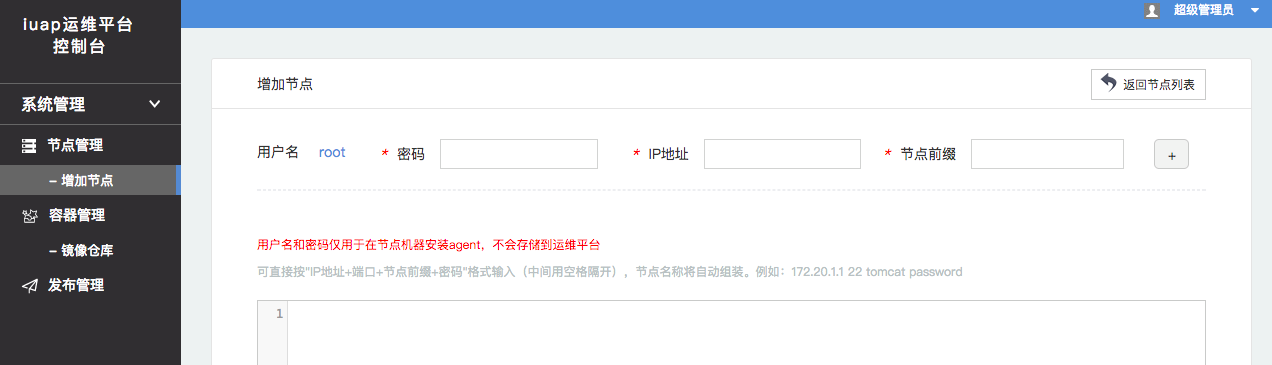 iuap运维平台
控制台
超级管理员
系统管理
节点管理
– 增加节点
容器管理
– 镜像仓库
发布管理
增加节点
返回节点列表
用户名 root * 密码 * IP地址 * 节点前缀 +
用户名和密码仅用于在节点机器安装agent，不会存储到运维平台
可直接按"IP地址+端口+节点前缀+密码"格式输入（中间用空格隔开），节点名称将自动组装。例如：172.20.1.1 22 tomcat password
1